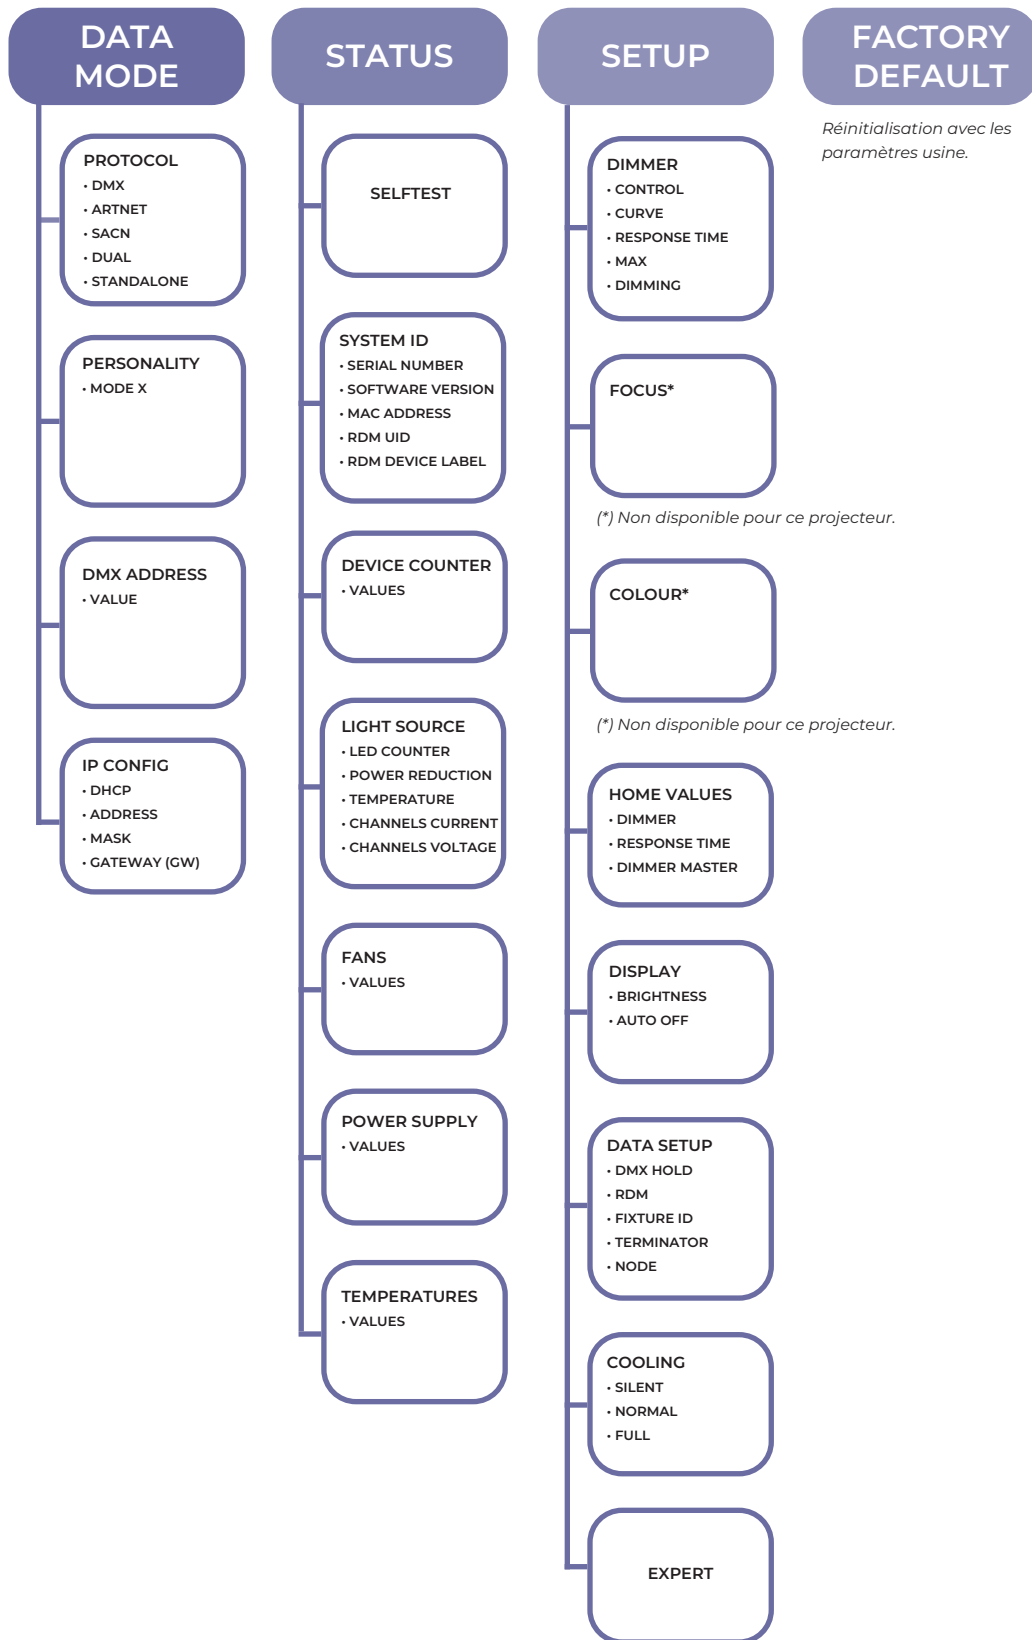 DATA
MODE
PROTOCOL
• DMX
• ARTNET
• SACN
• DUAL
• STANDALONE
PERSONALITY
• MODE X
DMX ADDRESS
• VALUE
IP CONFIG
• DHCP
• ADDRESS
• MASK
• GATEWAY (GW)
STATUS
SELFTEST
SYSTEM ID
• SERIAL NUMBER
• SOFTWARE VERSION
• MAC ADDRESS
• RDM UID
• RDM DEVICE LABEL
DEVICE COUNTER
• VALUES
LIGHT SOURCE
• LED COUNTER
• POWER REDUCTION
• TEMPERATURE
• CHANNELS CURRENT
• CHANNELS VOLTAGE
FANS
• VALUES
POWER SUPPLY
• VALUES
TEMPERATURES
• VALUES
SETUP
DIMMER
• CONTROL
• CURVE
• RESPONSE TIME
• MAX
• DIMMING
FOCUS*
(*) Non disponible pour ce projecteur.
COLOUR*
(*) Non disponible pour ce projecteur.
HOME VALUES
• DIMMER
• RESPONSE TIME
• DIMMER MASTER
DISPLAY
• BRIGHTNESS
• AUTO OFF
DATA SETUP
• DMX HOLD
• RDM
• FIXTURE ID
• TERMINATOR
• NODE
COOLING
• SILENT
• NORMAL
• FULL
EXPERT
FACTORY
DEFAULT
Réinitialisation avec les
paramètres usine.